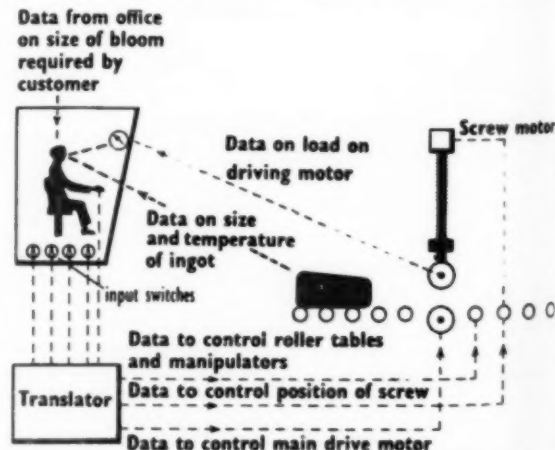 Data from office
on size of bloom
required by
customer
Data on load on
driving motor
Screw motor
Data on size
and temperature
of ingot
input switches
Data to control roller tables
and manipulators
Translator
Data to control position of screw
Data to control main drive motor